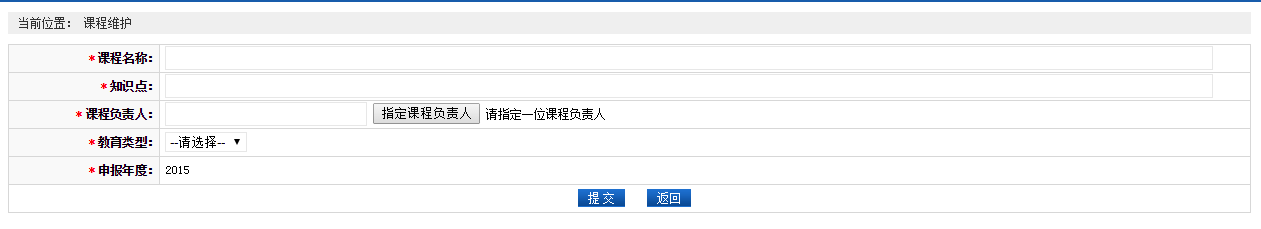 当前位置： 课程维护
*课程名称：
*知识点：
*课程负责人： 指定课程负责人 请指定一位课程负责人
*教育类型： --请选择-- ▼
*申报年度： 2015
提 交 返回